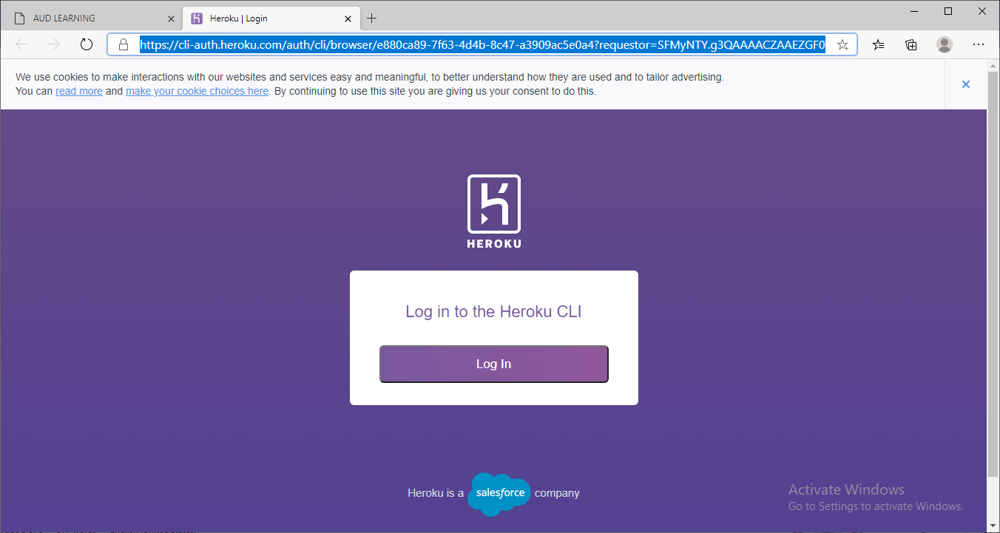 AUD LEARNING
Heroku | Login
https://cli-auth.heroku.com/auth/cli/browser/e880ca89-7f63-4d4b-8c47-a3909ac5e0a4?requestor=SFMyNTY.g3QAAAACZAAEZGF0
We use cookies to make interactions with our websites and services easy and meaningful, to better understand how they are used and to tailor advertising.
You can read more and make your cookie choices here. By continuing to use this site you are giving us your consent to do this.
HEROKU
Log in to the Heroku CLI
Log In
Heroku is a salesforce company
Activate Windows
Go to Settings to activate Windows.